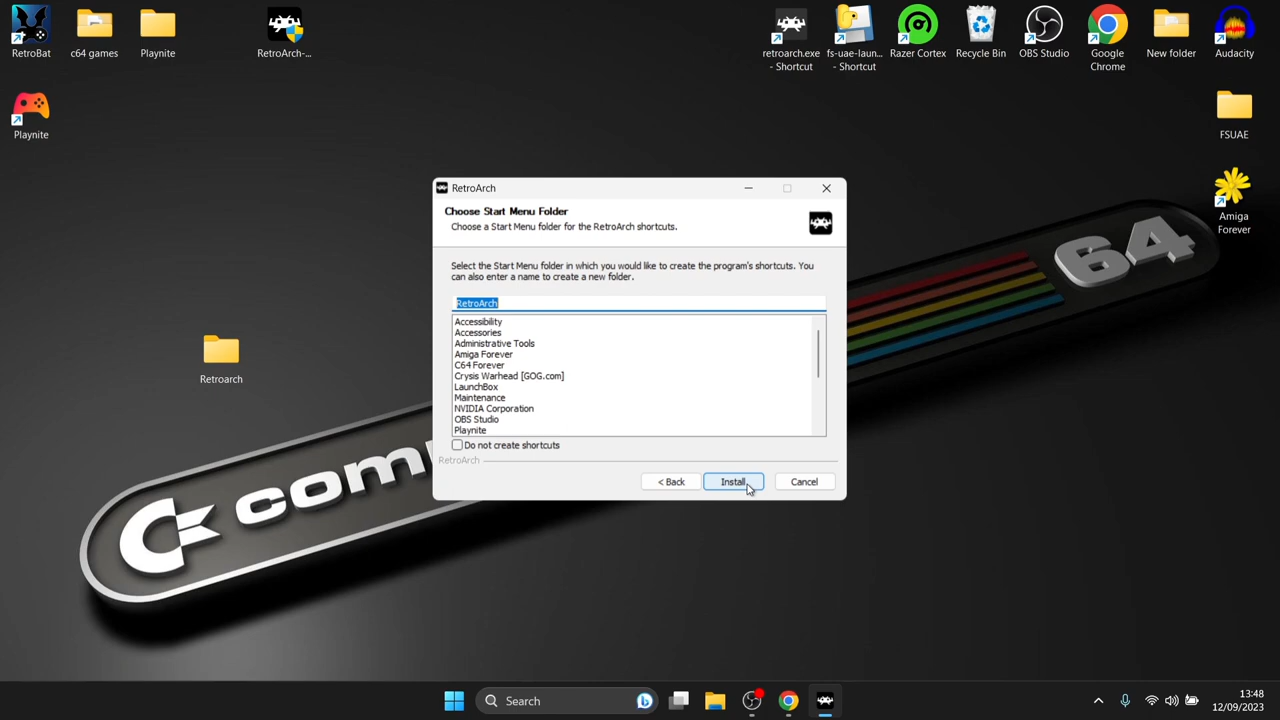 RetroBat
c64 games
Playnite
RetroArch-...
retroarch.exe
- Shortcut
fs-uae-laun...
- Shortcut
Razer Cortex
Recycle Bin
OBS Studio
Google
Chrome
New folder
Audacity
Playnite
FSUAE
Amiga
Forever
Retroarch
RetroArch
Choose Start Menu Folder
Choose a Start Menu folder for the RetroArch shortcuts.
Select the Start Menu folder in which you would like to create the program's shortcuts. You
can also enter a name to create a new folder.
RetroArch
Accessibility
Accessories
Administrative Tools
Amiga Forever
C64 Forever
Crysis Warhead [GOG.com]
LaunchBox
Maintenance
NVIDIA Corporation
OBS Studio
Playnite
Do not create shortcuts
RetroArch
< Back
Install
Cancel
com
64
Search
13:48
12/09/2023